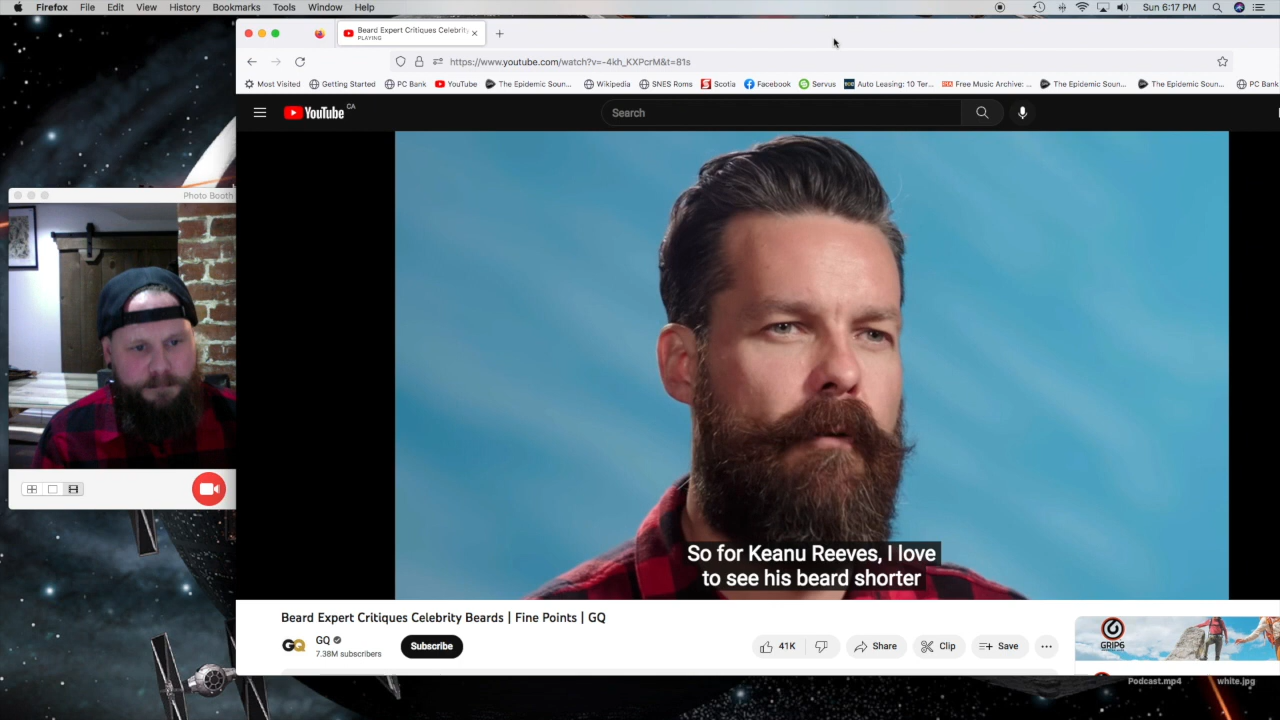 Firefox File Edit View History Bookmarks Tools Window Help
Sun 6:17 PM
Beard Expert Critiques Celebrit
PLAYING
https://www.youtube.com/watch?v=-4kh_KXPcrM&t=81s
Most Visited Getting Started PC Bank YouTube The Epidemic Soun... Wikipedia SNES Roms Scotia Facebook Servus Auto Leasing: 10 Ter... Free Music Archive: ... The Epidemic Soun... The Epidemic Soun... PC Bank
YouTube CA
Search
Photo Booth
So for Keanu Reeves, I love
to see his beard shorter
Beard Expert Critiques Celebrity Beards | Fine Points | GQ
GQ
GQ
7.38M subscribers
Subscribe
41K
Share
Clip
Save
GRIP6
Podcast.mp4
white.jpg